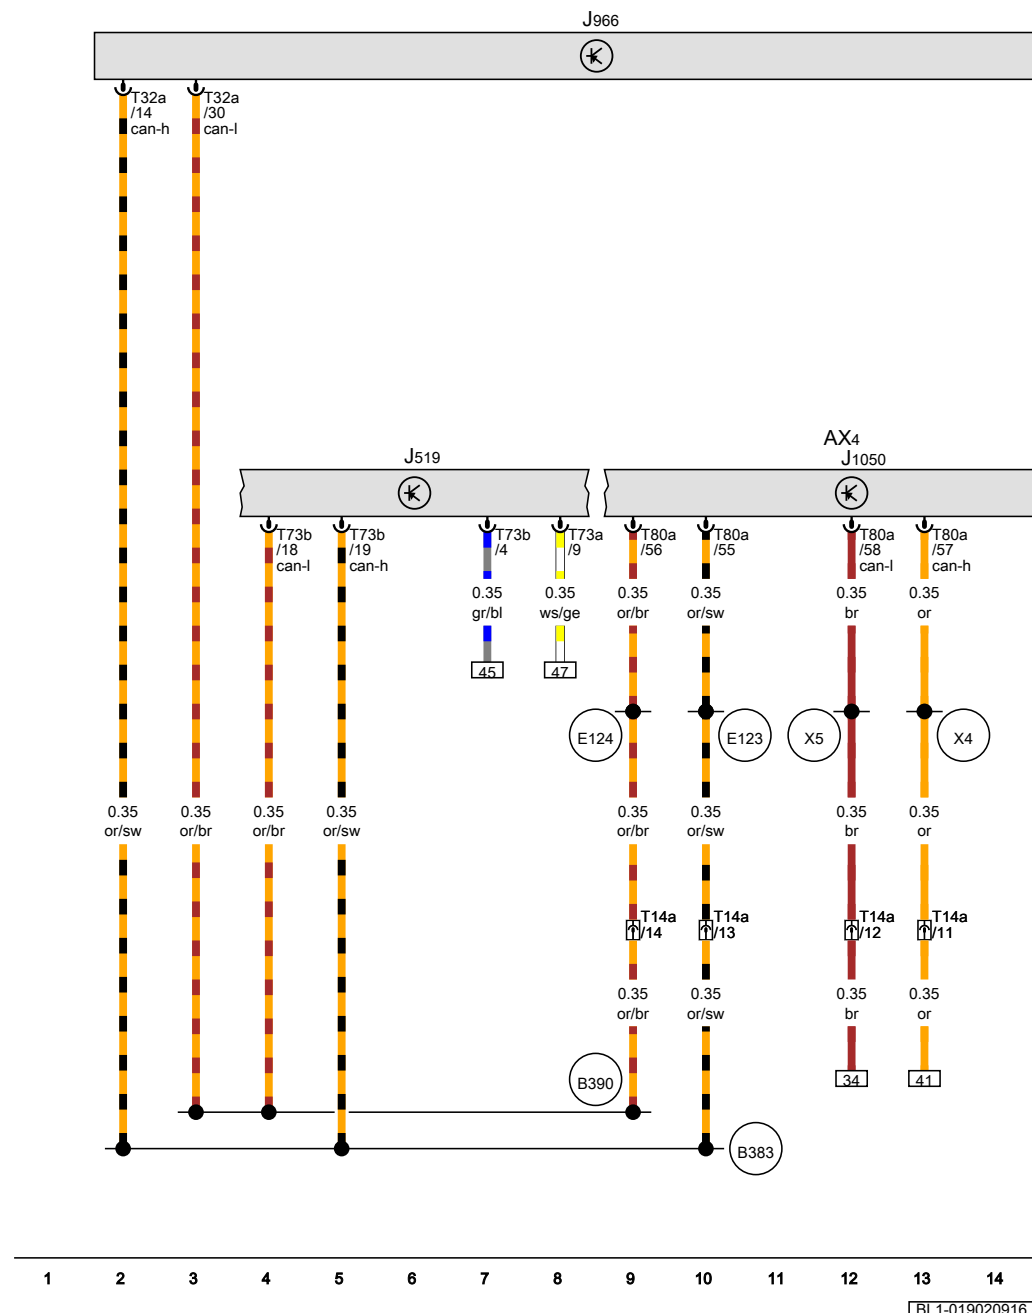 J966
T32a
/14
can-h
T32a
/30
can-l
AX4
J519
J1050
T73b
/18
can-l
T73b
/19
can-h
T73b
/4
T73a
/9
T80a
/56
T80a
/55
T80a
/58
can-l
T80a
/57
can-h
0.35
gr/bl
0.35
ws/ge
0.35
or/br
0.35
or/sw
0.35
br
0.35
or
45
47
E124
E123
X5
X4
0.35
or/sw
0.35
or/br
0.35
or/br
0.35
or/sw
0.35
or/br
0.35
or/sw
0.35
br
0.35
or
T14a
/14
T14a
/13
T14a
/12
T14a
/11
0.35
or/br
0.35
or/sw
0.35
br
0.35
or
B390
34
41
B383
1 2 3 4 5 6 7 8 9 10 11 12 13 14
BL1-019020916